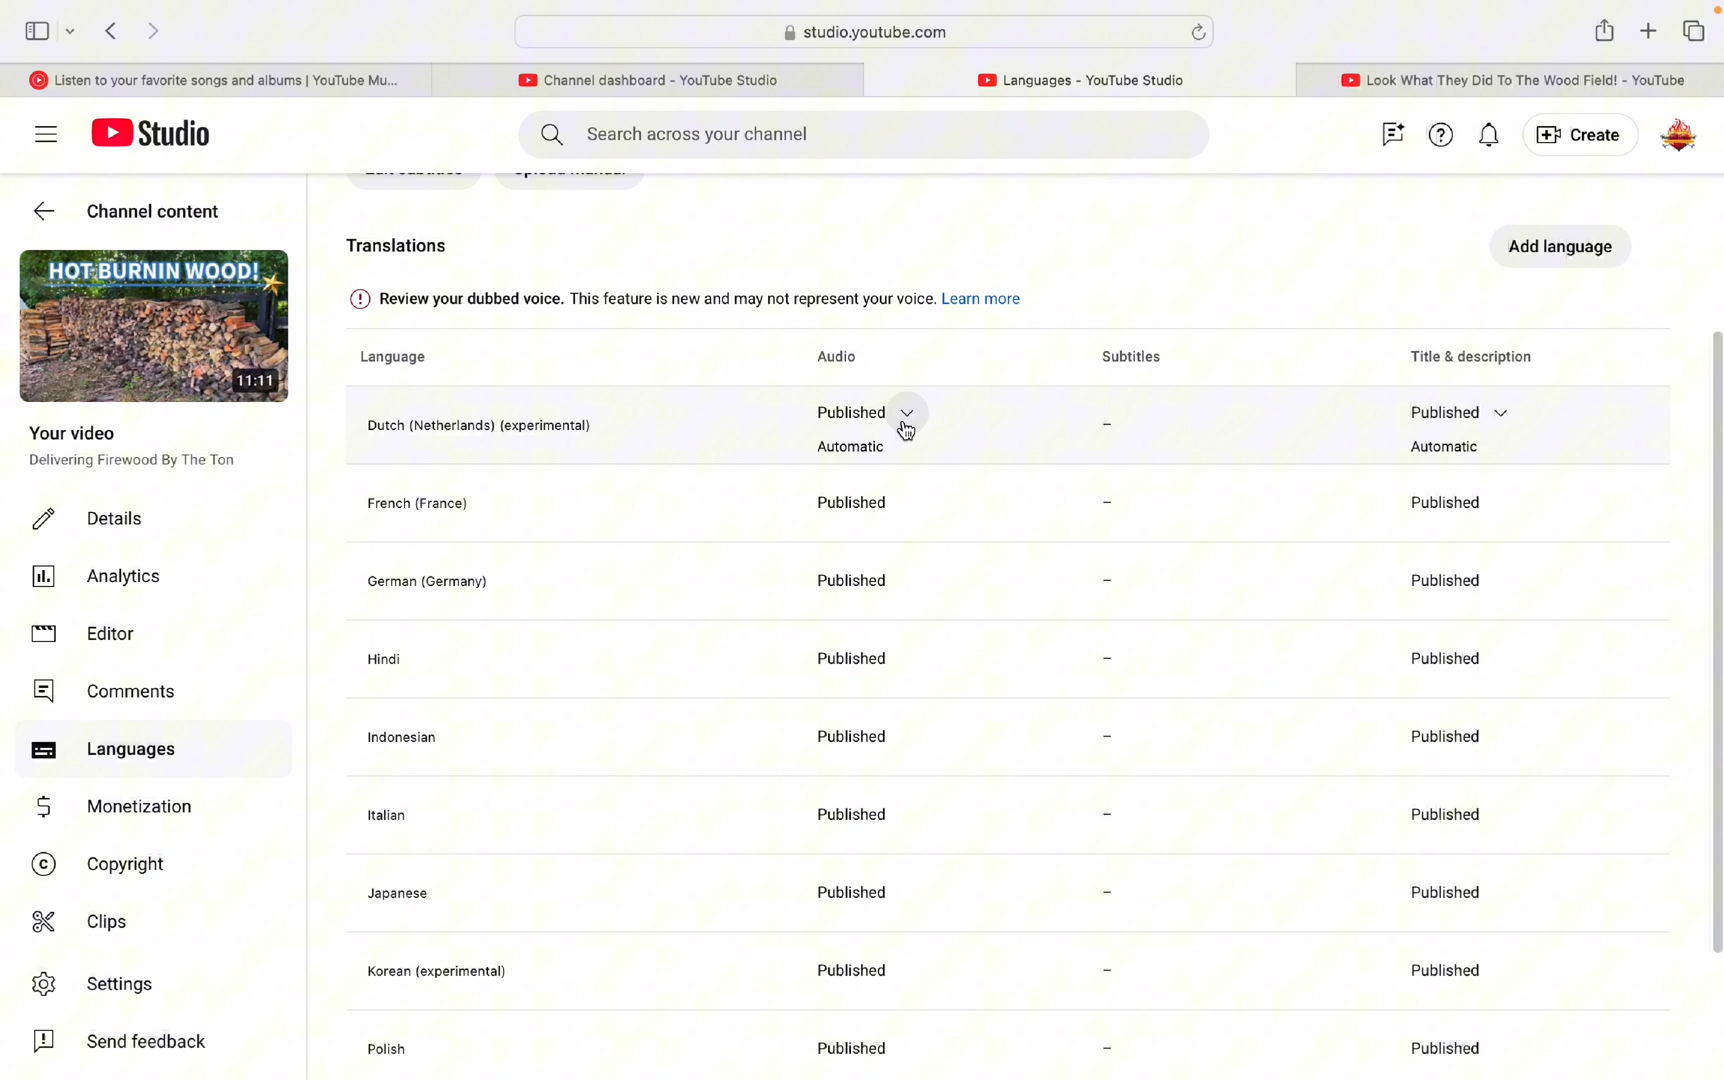 studio.youtube.com
Listen to your favorite songs and albums | YouTube Mu...
Channel dashboard - YouTube Studio
Languages - YouTube Studio
Look What They Did To The Wood Field! - YouTube
Studio
Search across your channel
Create
Channel content
HOT BURNIN WOOD!
11:11
Your video
Delivering Firewood By The Ton
Details
Analytics
Editor
Comments
Languages
Monetization
Copyright
Clips
Settings
Send feedback
Edit subtitles Upload manual
Translations
Add language
Review your dubbed voice. This feature is new and may not represent your voice. Learn more
Language Audio Subtitles Title & description
Dutch (Netherlands) (experimental) Published – Published
Automatic Automatic
French (France) Published – Published
German (Germany) Published – Published
Hindi Published – Published
Indonesian Published – Published
Italian Published – Published
Japanese Published – Published
Korean (experimental) Published – Published
Polish Published – Published